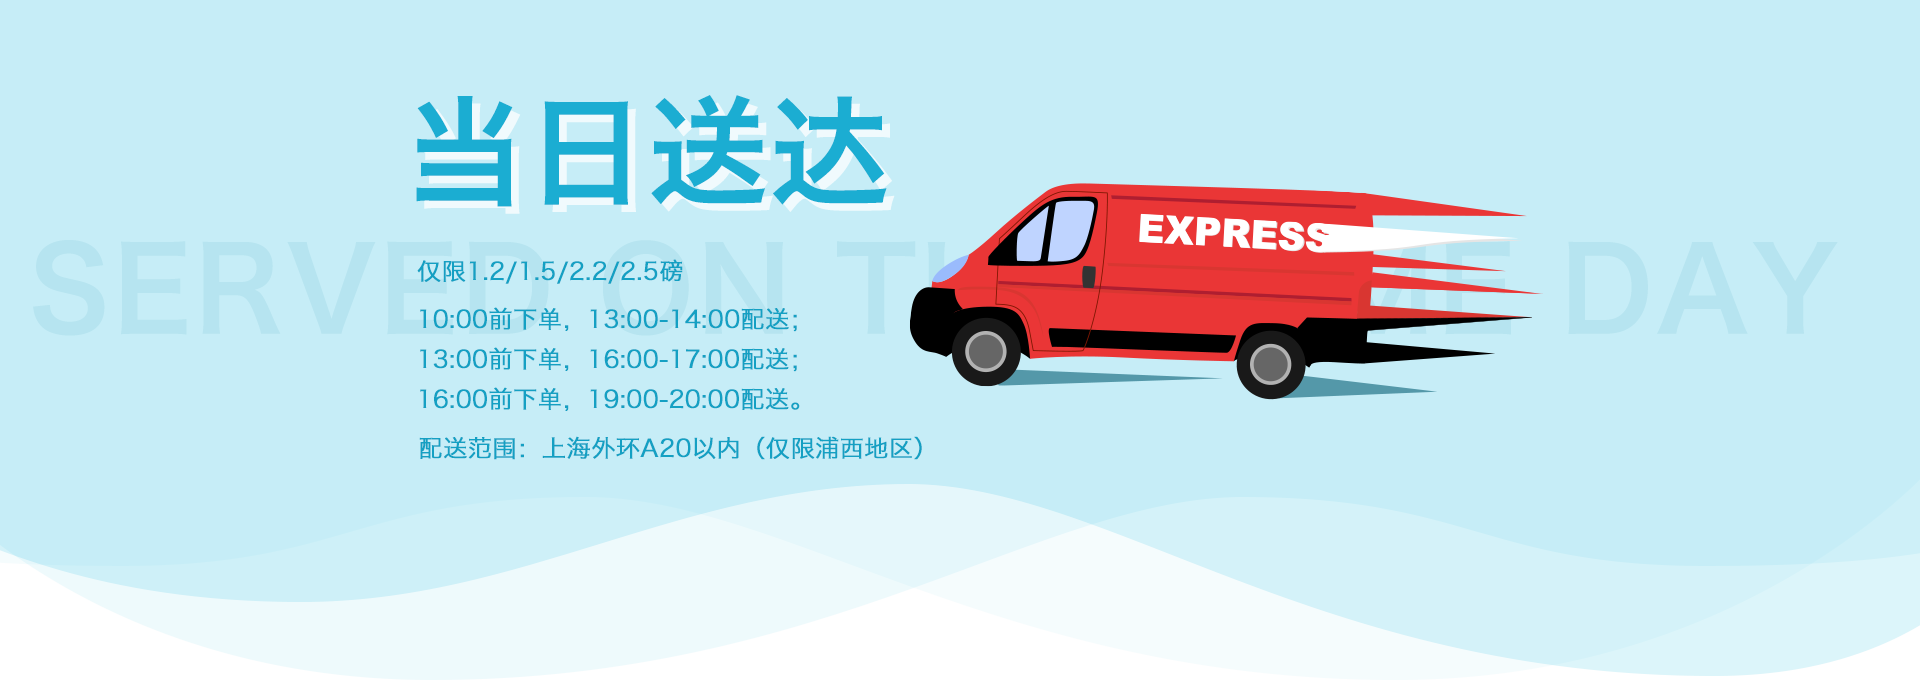 当日送达
EXPRESS
SERVED ON
DAY
仅限1.2/1.5/2.2/2.5磅
10:00前下单，13:00-14:00配送；
13:00前下单，16:00-17:00配送；
16:00前下单，19:00-20:00配送。
配送范围：上海外环A20以内（仅限浦西地区）